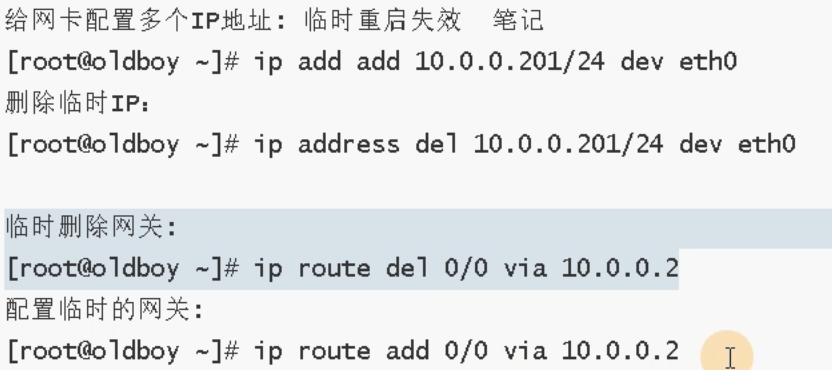 给网卡配置多个IP地址: 临时重启失效  笔记
[root@oldboy ~]# ip add add 10.0.0.201/24 dev eth0
删除临时IP:
[root@oldboy ~]# ip address del 10.0.0.201/24 dev eth0
临时删除网关:
[root@oldboy ~]# ip route del 0/0 via 10.0.0.2
配置临时的网关:
[root@oldboy ~]# ip route add 0/0 via 10.0.0.2